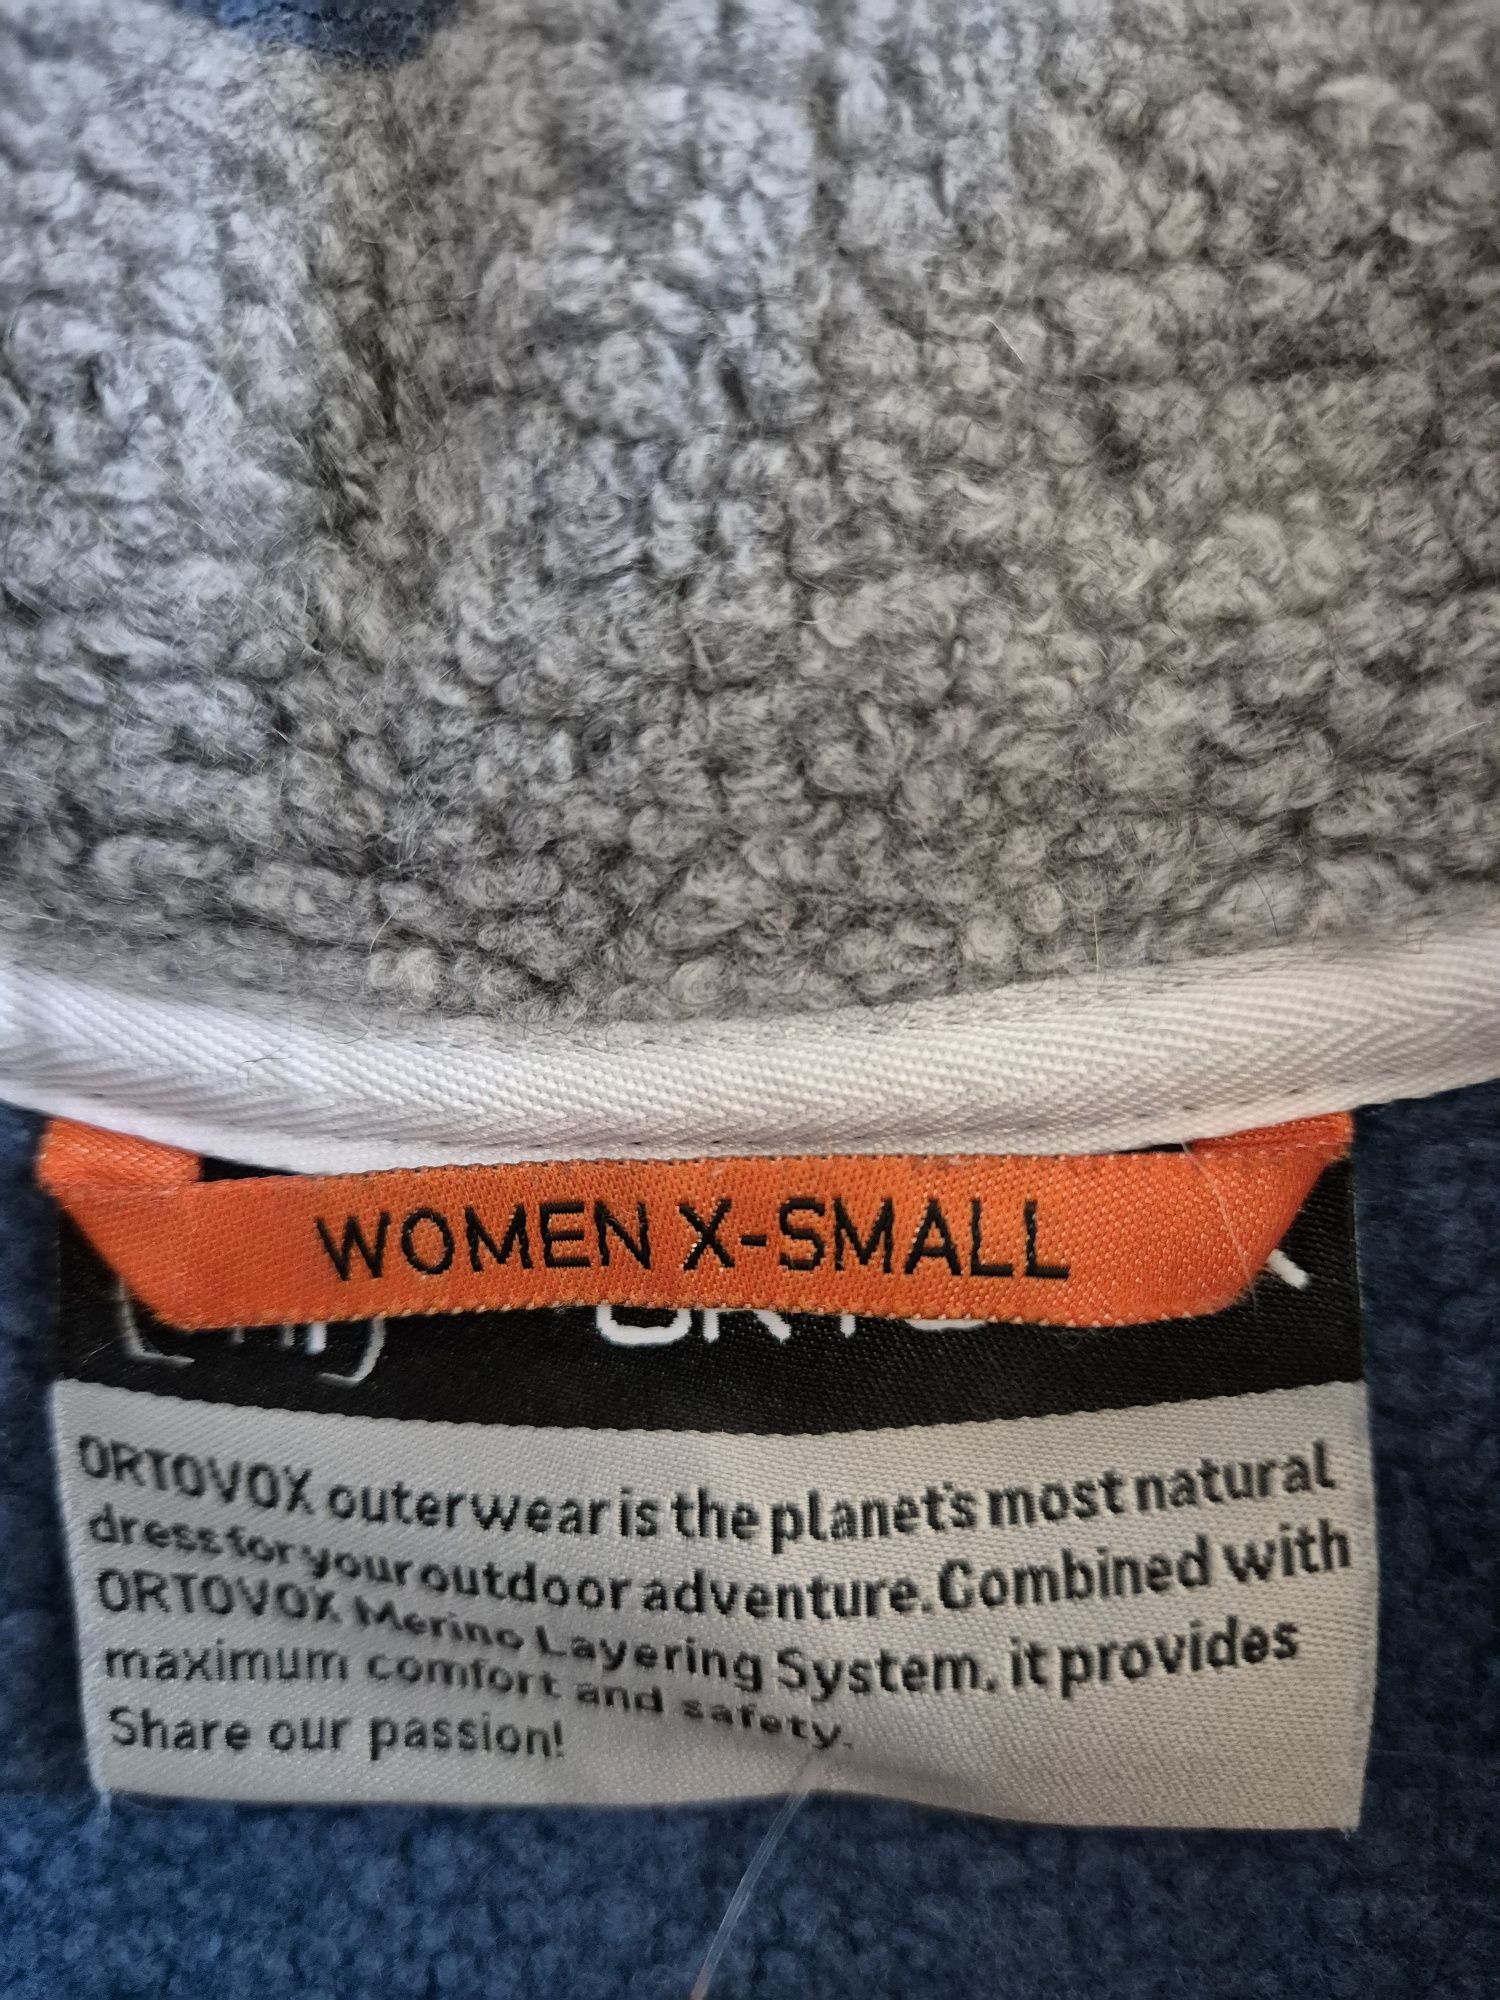 WOMEN X-SMALL
ORTOVOX outerwear is the planet's most natural
dress for your outdoor adventure. Combined with
ORTOVOX Merino Layering System, it provides
maximum comfort and safety.
Share our passion!